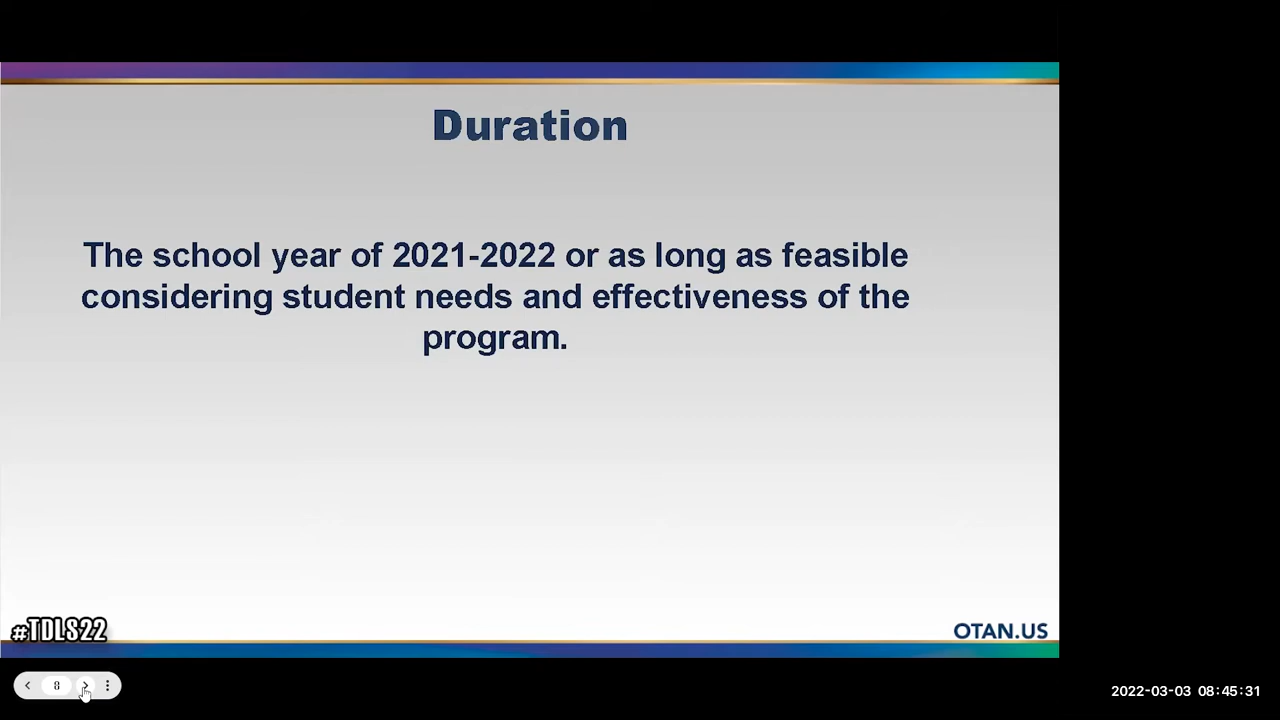 Duration
The school year of 2021-2022 or as long as feasible
considering student needs and effectiveness of the
program.
#TDLS22
OTAN.US
8
2022-03-03 08:45:31